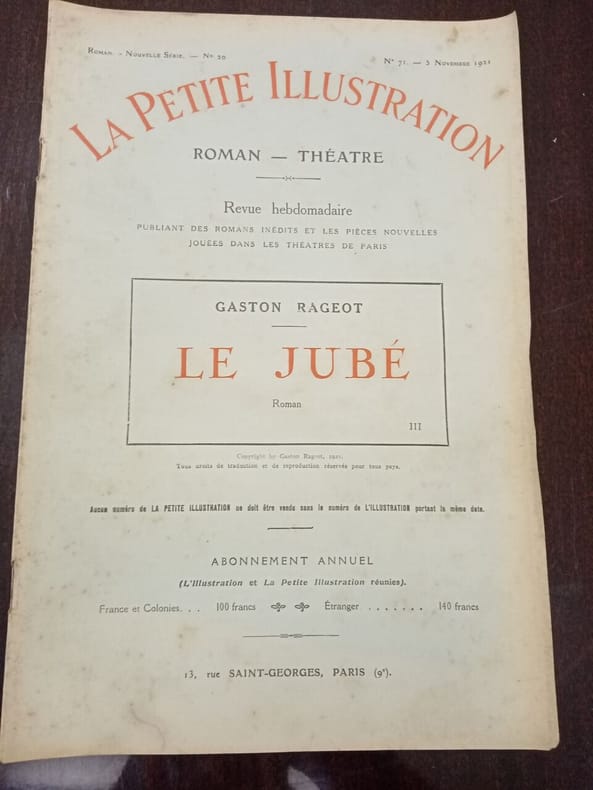 Roman. - Nouvelle Série. — No 20
No 71. — 5 Novembre 1921
LA PETITE ILLUSTRATION
ROMAN — THÉATRE
Revue hebdomadaire
PUBLIANT DES ROMANS INÉDITS ET LES PIÈCES NOUVELLES
JOUÉES DANS LES THÉATRES DE PARIS
GASTON RAGEOT
LE JUBÉ
Roman
III
Copyright by Gaston Rageot, 1921.
Tous droits de traduction et de reproduction réservés pour tous pays.
Aucun numéro de LA PETITE ILLUSTRATION ne doit être vendu sans le numéro de L'ILLUSTRATION portant la même date.
ABONNEMENT ANNUEL
(L'Illustration et La Petite Illustration réunies).
France et Colonies. . . 100 francs Étranger . . . . . . . 140 francs
13, rue SAINT-GEORGES, PARIS (9e).